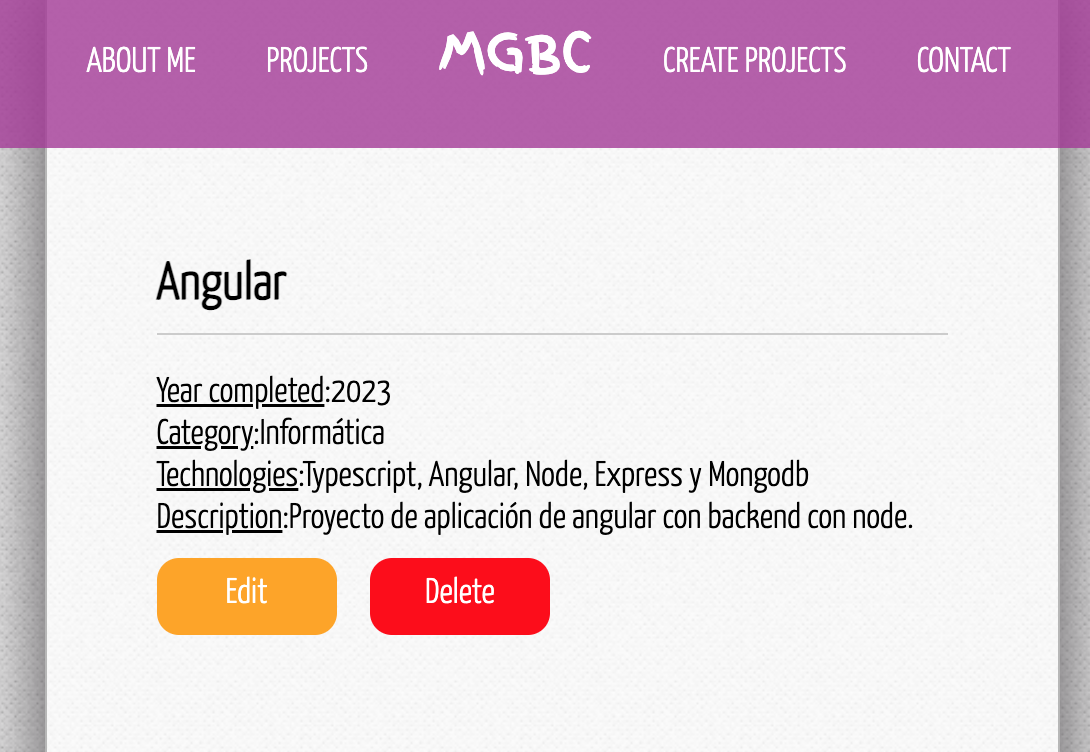 ABOUT ME PROJECTS MGBC CREATE PROJECTS CONTACT
Angular
Year completed:2023
Category:Informática
Technologies:Typescript, Angular, Node, Express y Mongodb
Description:Proyecto de aplicación de angular con backend con node.
Edit Delete